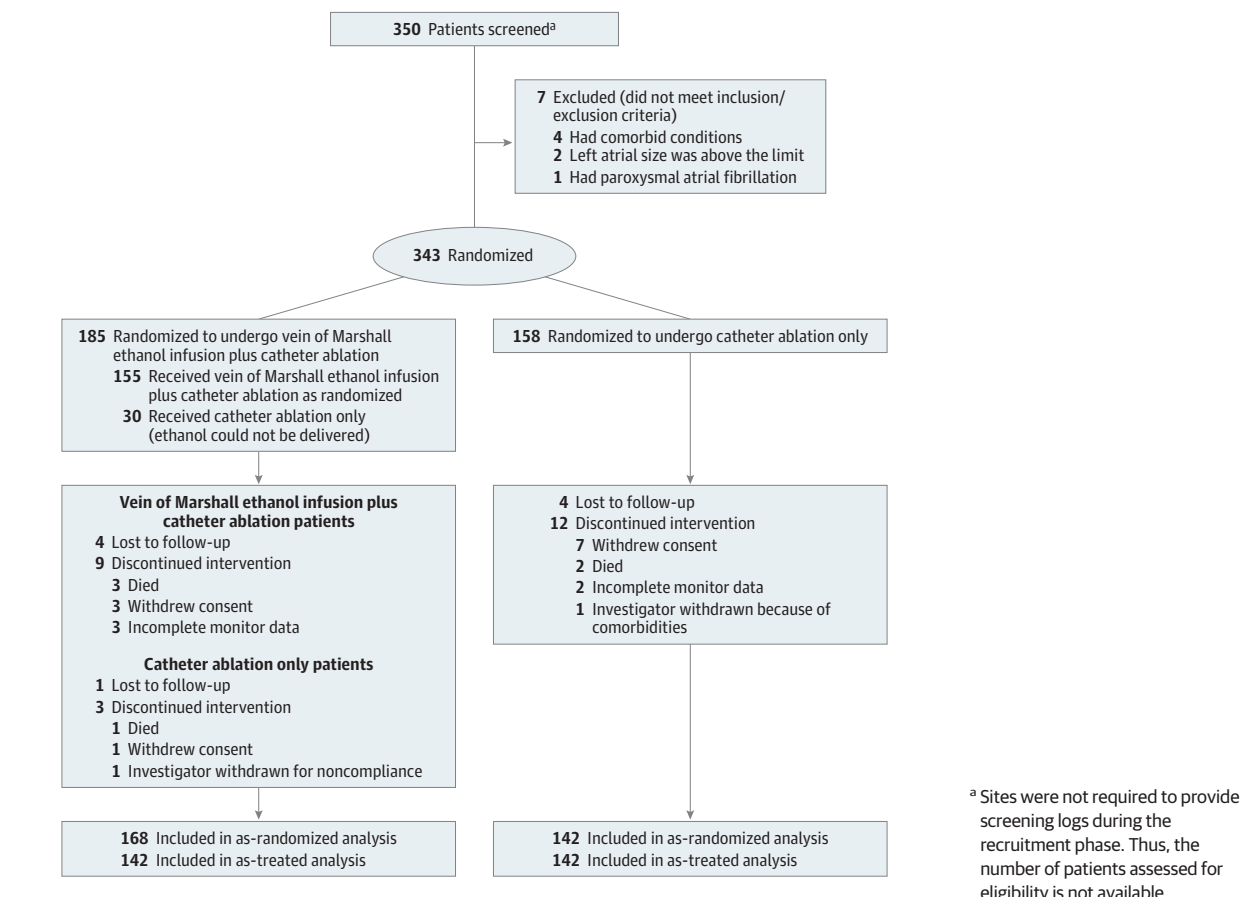 350 Patients screenedᵃ
7 Excluded (did not meet inclusion/
exclusion criteria)
4 Had comorbid conditions
2 Left atrial size was above the limit
1 Had paroxysmal atrial fibrillation
343 Randomized
185 Randomized to undergo vein of Marshall
ethanol infusion plus catheter ablation
155 Received vein of Marshall ethanol infusion
plus catheter ablation as randomized
30 Received catheter ablation only
(ethanol could not be delivered)
158 Randomized to undergo catheter ablation only
Vein of Marshall ethanol infusion plus
catheter ablation patients
4 Lost to follow-up
9 Discontinued intervention
3 Died
3 Withdrew consent
3 Incomplete monitor data
Catheter ablation only patients
1 Lost to follow-up
3 Discontinued intervention
1 Died
1 Withdrew consent
1 Investigator withdrawn for noncompliance
4 Lost to follow-up
12 Discontinued intervention
7 Withdrew consent
2 Died
2 Incomplete monitor data
1 Investigator withdrawn because of
comorbidities
168 Included in as-randomized analysis
142 Included in as-treated analysis
142 Included in as-randomized analysis
142 Included in as-treated analysis
ᵃ Sites were not required to provide
screening logs during the
recruitment phase. Thus, the
number of patients assessed for
eligibility is not available